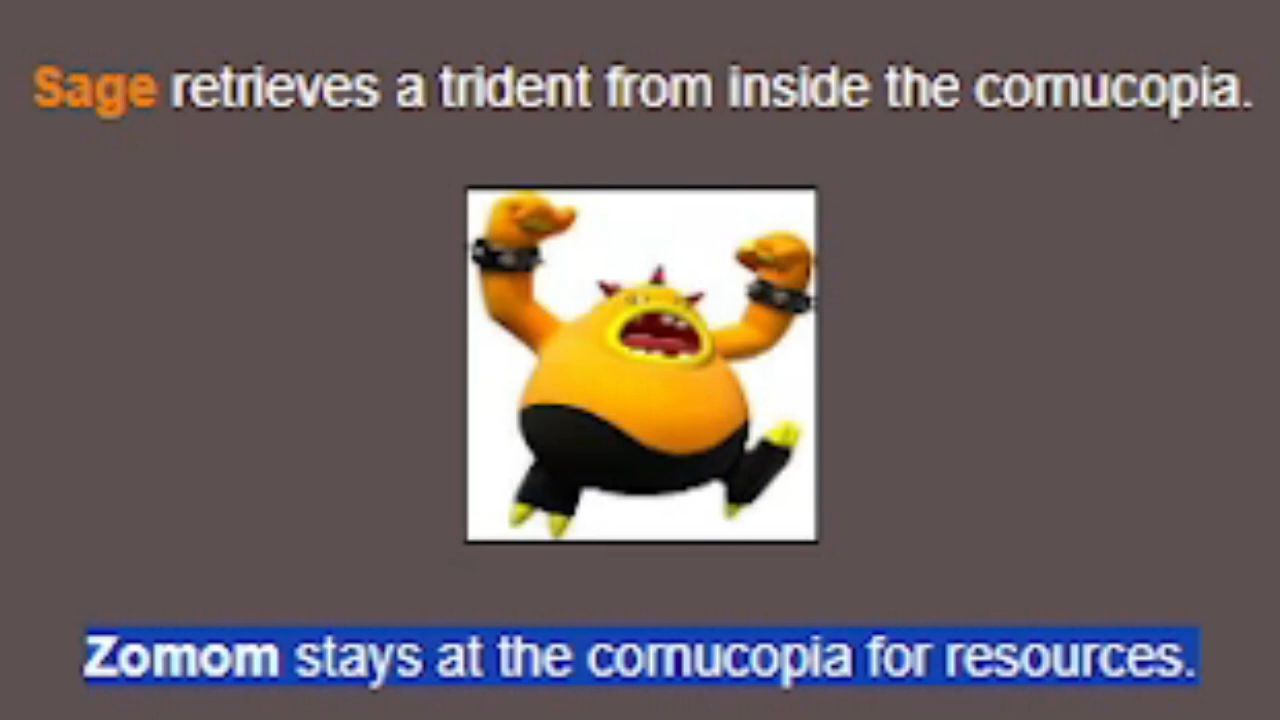 Sage retrieves a trident from inside the cornucopia.
Zomom stays at the cornucopia for resources.